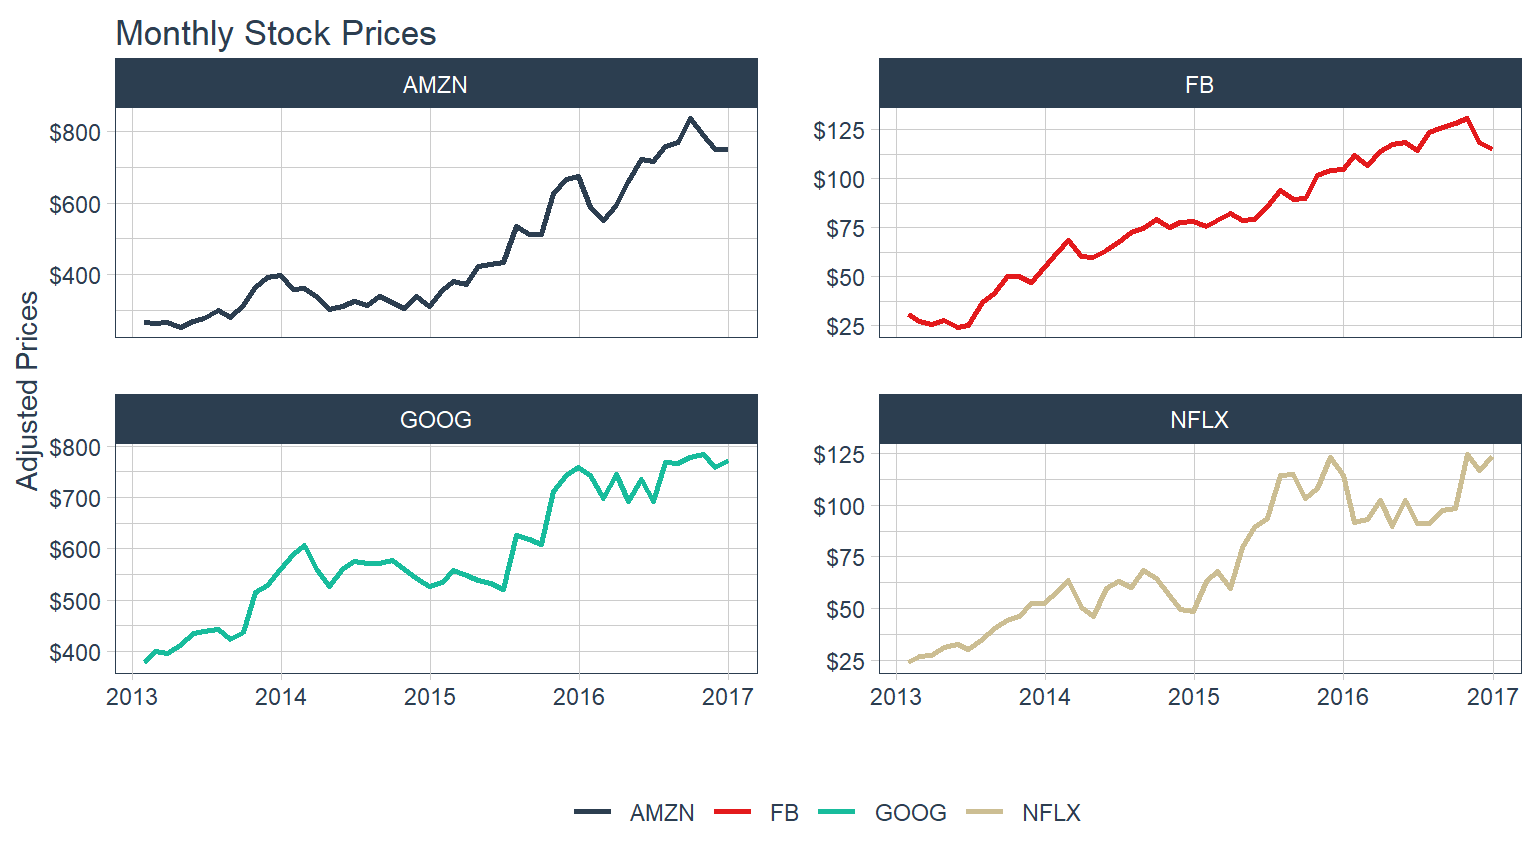 Monthly Stock Prices
AMZN
FB
$800
$600
$400
$125
$100
$75
$50
$25
Adjusted Prices
GOOG
NFLX
$800
$700
$600
$500
$400
$125
$100
$75
$50
$25
2013 2014 2015 2016 2017
2013 2014 2015 2016 2017
AMZN FB GOOG NFLX